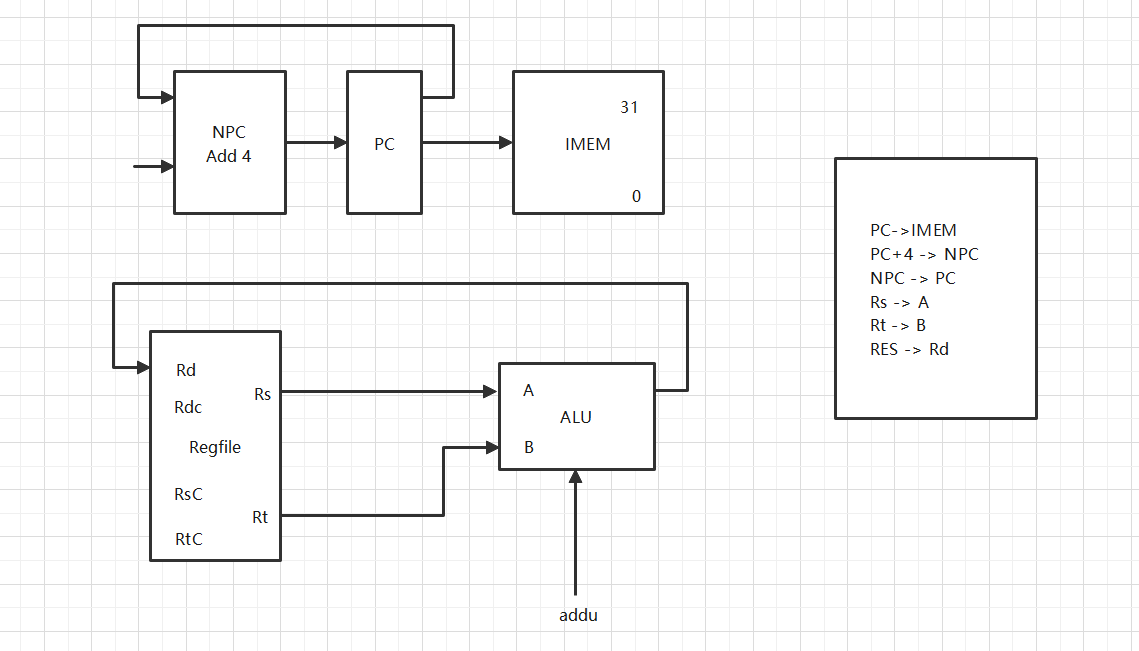 NPC
Add 4
PC
31
IMEM
0
PC->IMEM
PC+4 -> NPC
NPC -> PC
Rs -> A
Rt -> B
RES -> Rd
Rd
Rs
Rdc
Regfile
RsC
Rt
RtC
A
ALU
B
addu